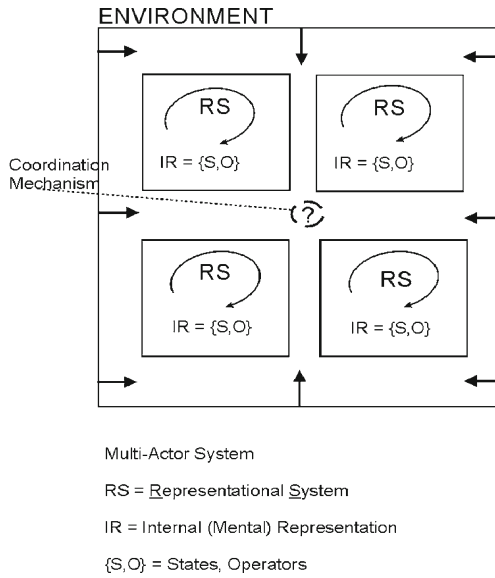 ENVIRONMENT
RS
IR = {S,O}
RS
IR = {S,O}
Coordination
Mechanism
?
RS
IR = {S,O}
RS
IR = {S,O}
Multi-Actor System
RS = Representational System
IR = Internal (Mental) Representation
{S,O} = States, Operators